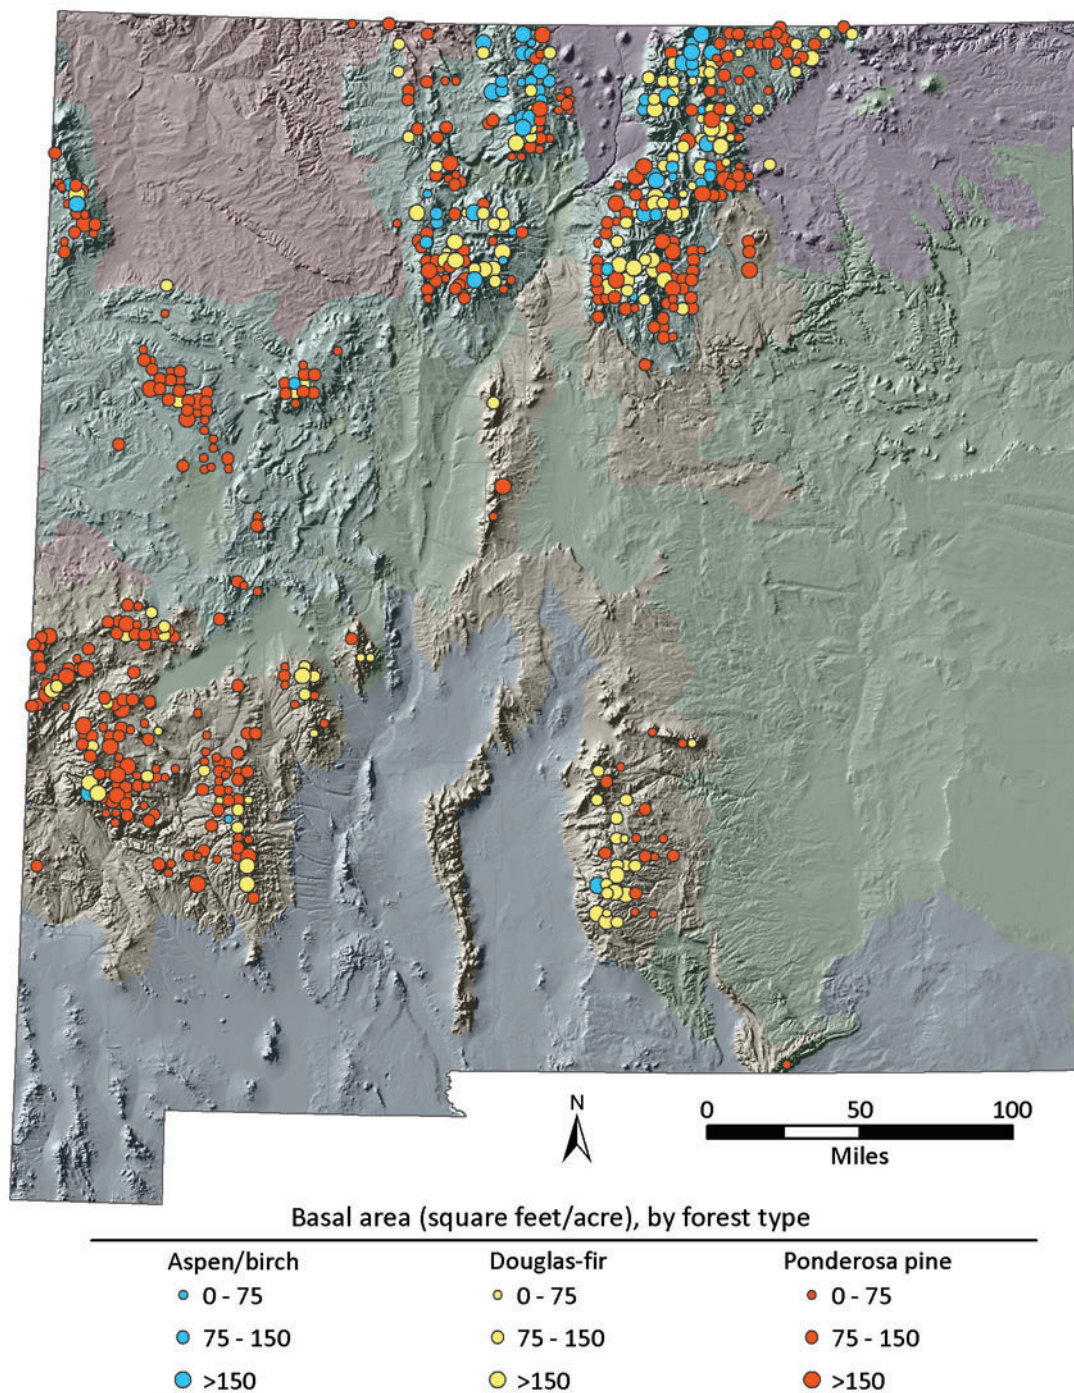 N
0 50 100
Miles
Basal area (square feet/acre), by forest type
Aspen/birch Douglas-fir Ponderosa pine
0 - 75 0 - 75 0 - 75
75 - 150 75 - 150 75 - 150
>150 >150 >150